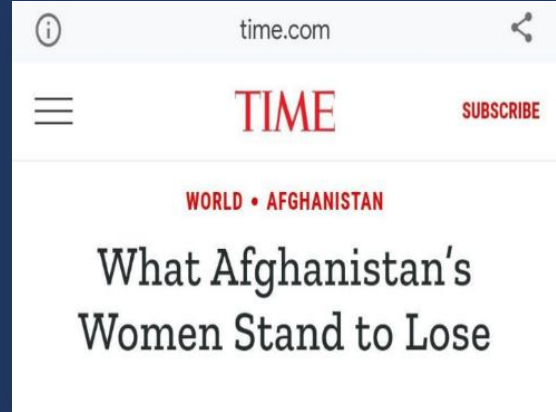 time.com
TIME
SUBSCRIBE
WORLD • AFGHANISTAN
What Afghanistan's
Women Stand to Lose